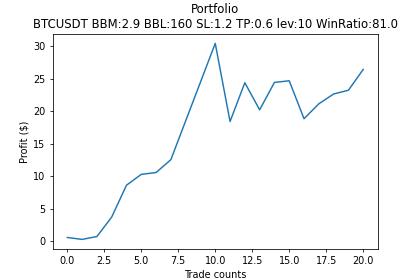 Portfolio
BTCUSDT BBM:2.9 BBL:160 SL:1.2 TP:0.6 lev:10 WinRatio:81.0
30
25
20
15
10
5
0
Profit ($)
0.0 2.5 5.0 7.5 10.0 12.5 15.0 17.5 20.0
Trade counts